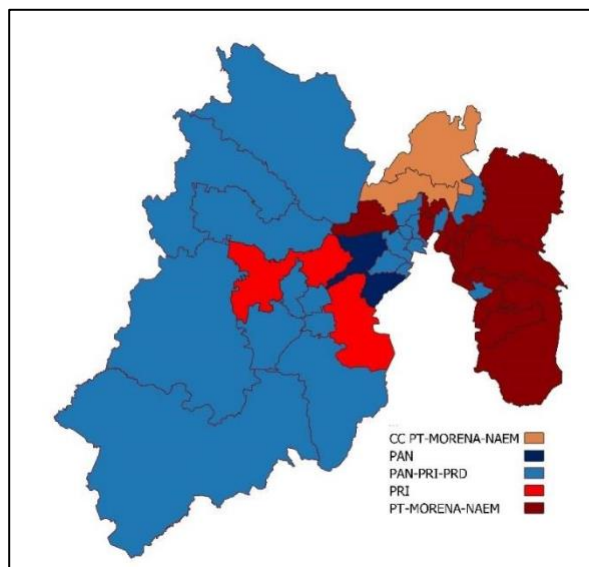 CC PT-MORENA-NAEM
PAN
PAN-PRI-PRD
PRI
PT-MORENA-NAEM